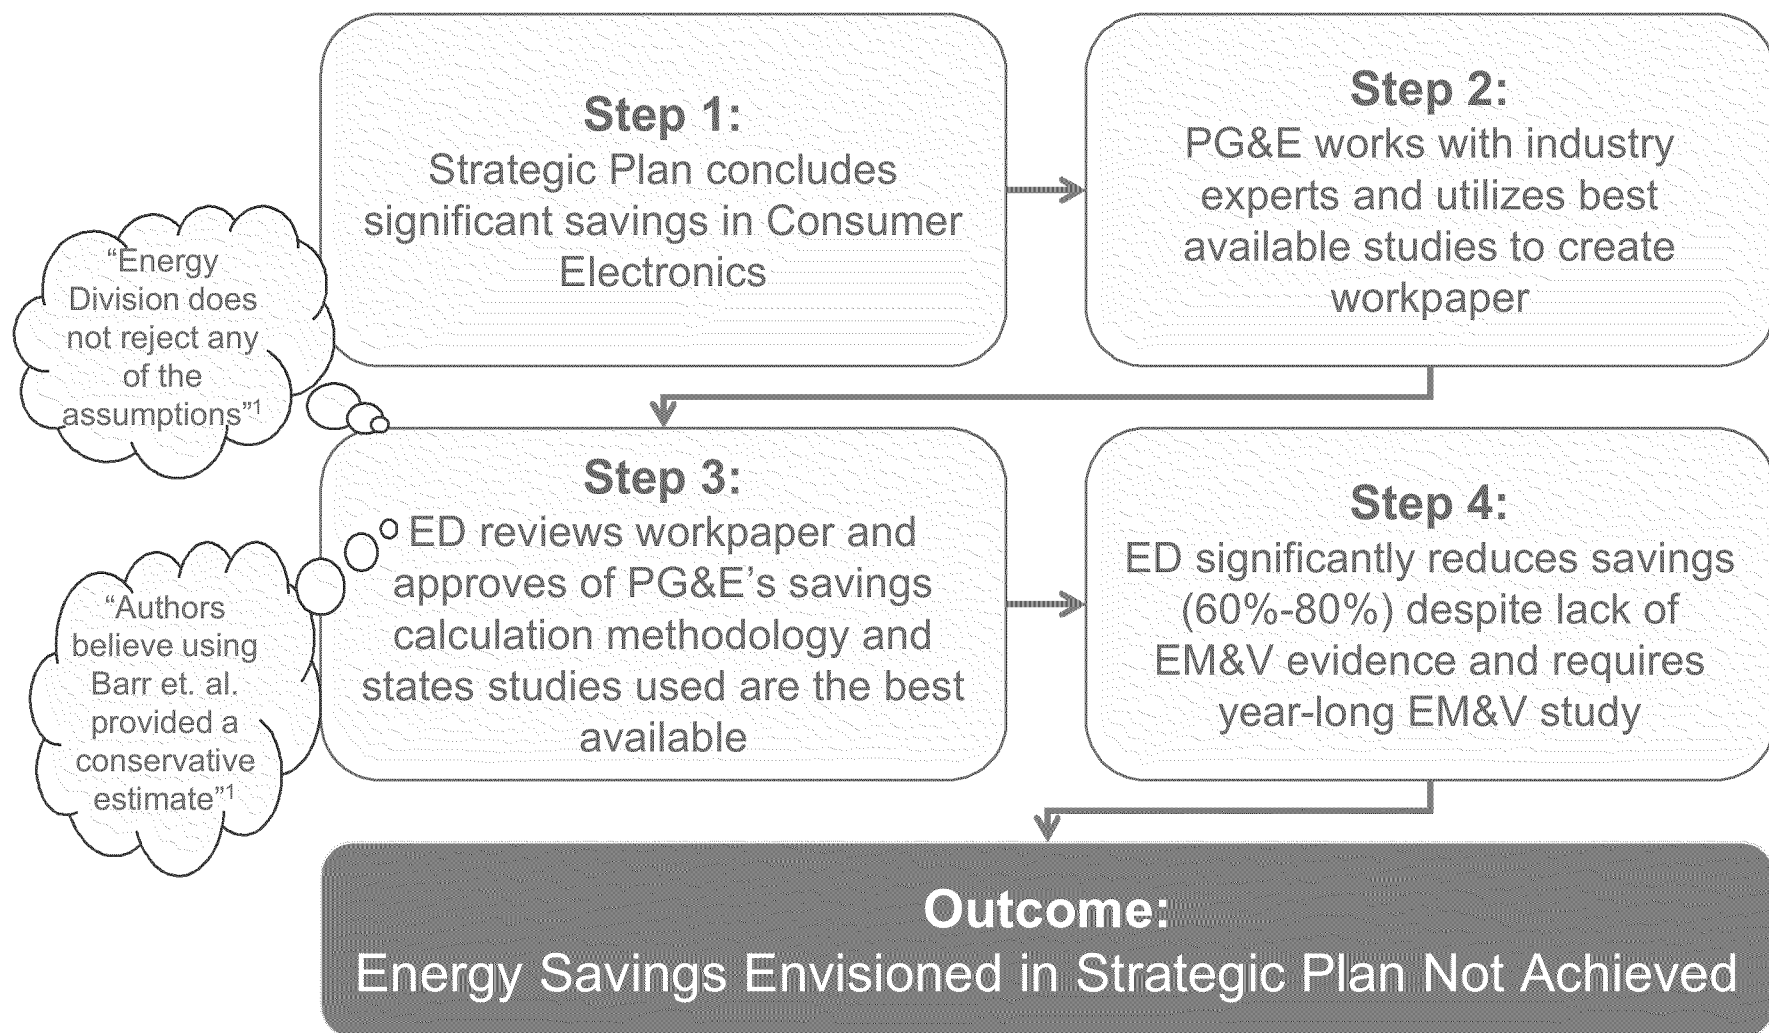 Step 1:
Strategic Plan concludes
significant savings in Consumer
Electronics
Step 2:
PG&E works with industry
experts and utilizes best
available studies to create
workpaper
“Energy
Division does
not reject any
of the
assumptions”1
Step 3:
ED reviews workpaper and
approves of PG&E’s savings
calculation methodology and
states studies used are the best
available
“Authors
believe using
Barr et. al.
provided a
conservative
estimate”1
Step 4:
ED significantly reduces savings
(60%-80%) despite lack of
EM&V evidence and requires
year-long EM&V study
Outcome:
Energy Savings Envisioned in Strategic Plan Not Achieved